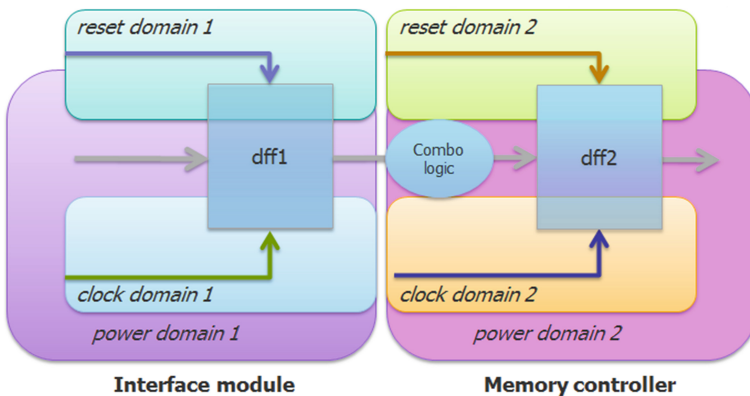 reset domain 1
reset domain 2
dff1
Combo
logic
dff2
clock domain 1
clock domain 2
power domain 1
power domain 2
Interface module
Memory controller